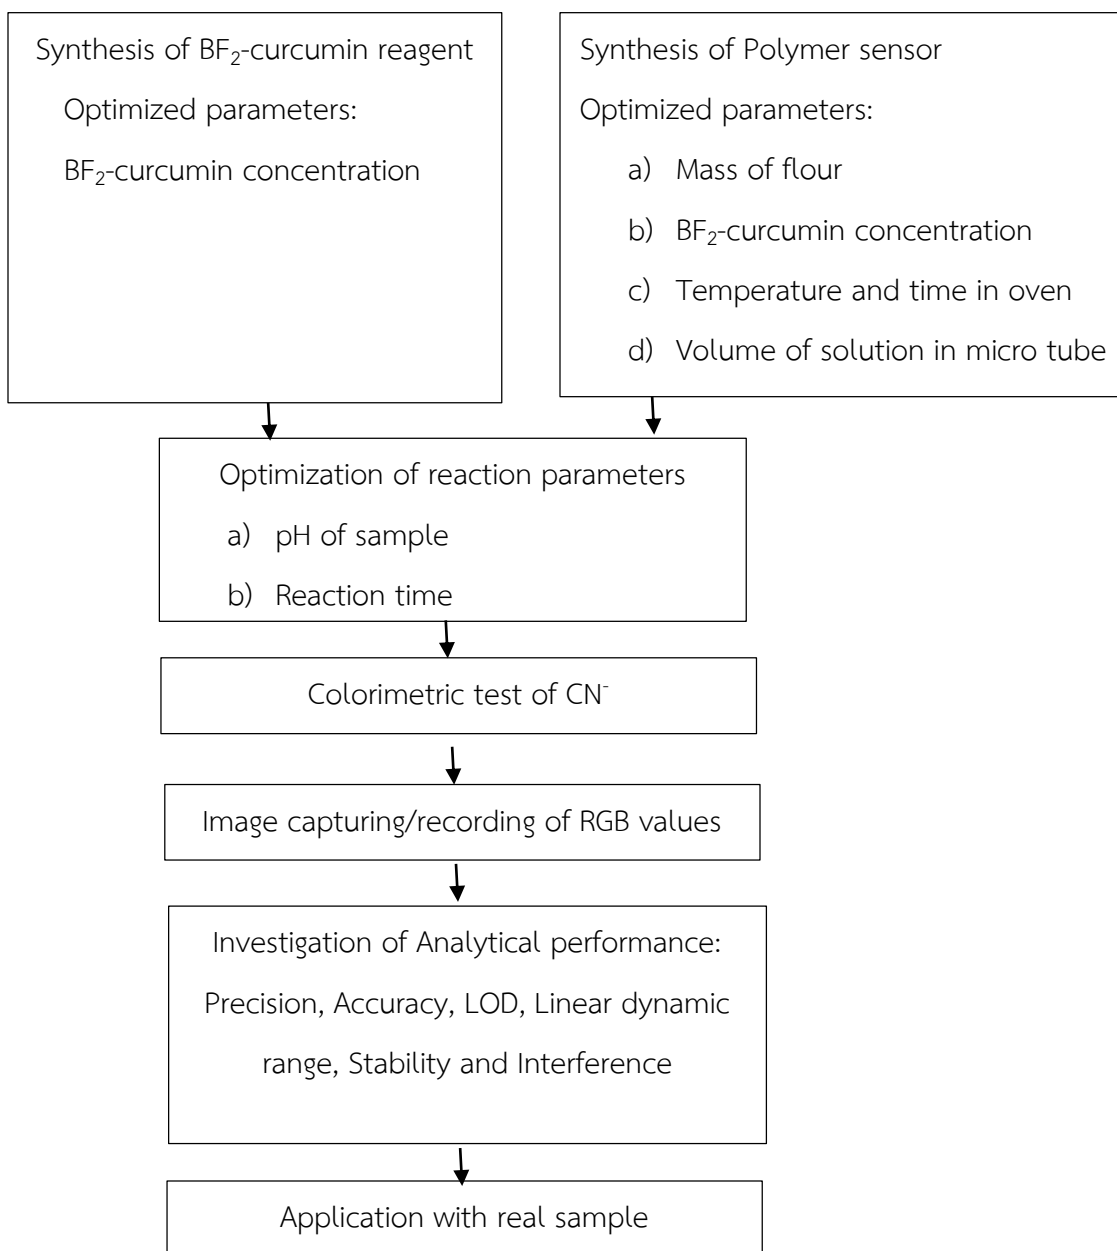 Synthesis of BF₂-curcumin reagent
Optimized parameters:
BF₂-curcumin concentration
Synthesis of Polymer sensor
Optimized parameters:
a) Mass of flour
b) BF₂-curcumin concentration
c) Temperature and time in oven
d) Volume of solution in micro tube
Optimization of reaction parameters
a) pH of sample
b) Reaction time
Colorimetric test of CN⁻
Image capturing/recording of RGB values
Investigation of Analytical performance:
Precision, Accuracy, LOD, Linear dynamic
range, Stability and Interference
Application with real sample